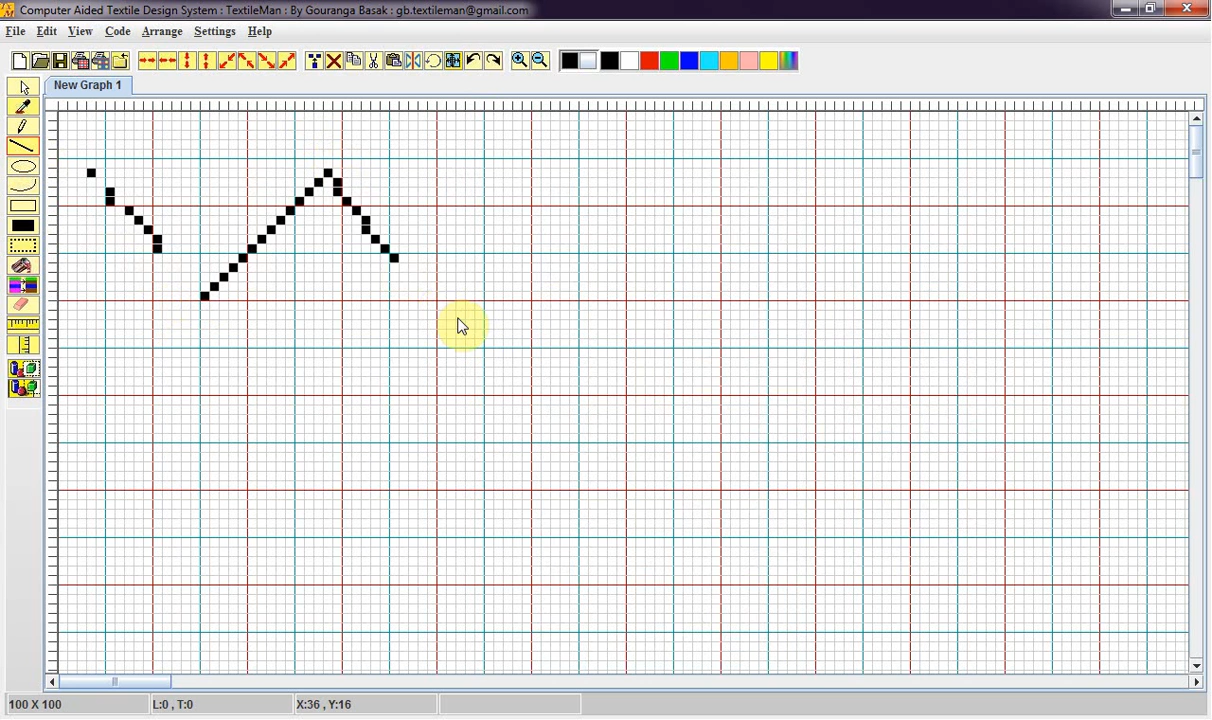 Computer Aided Textile Design System : TextileMan : By Gouranga Basak : gb.textileman@gmail.com
File Edit View Code Arrange Settings Help
New Graph 1
100 X 100 L:0 , T:0 X:36 , Y:16